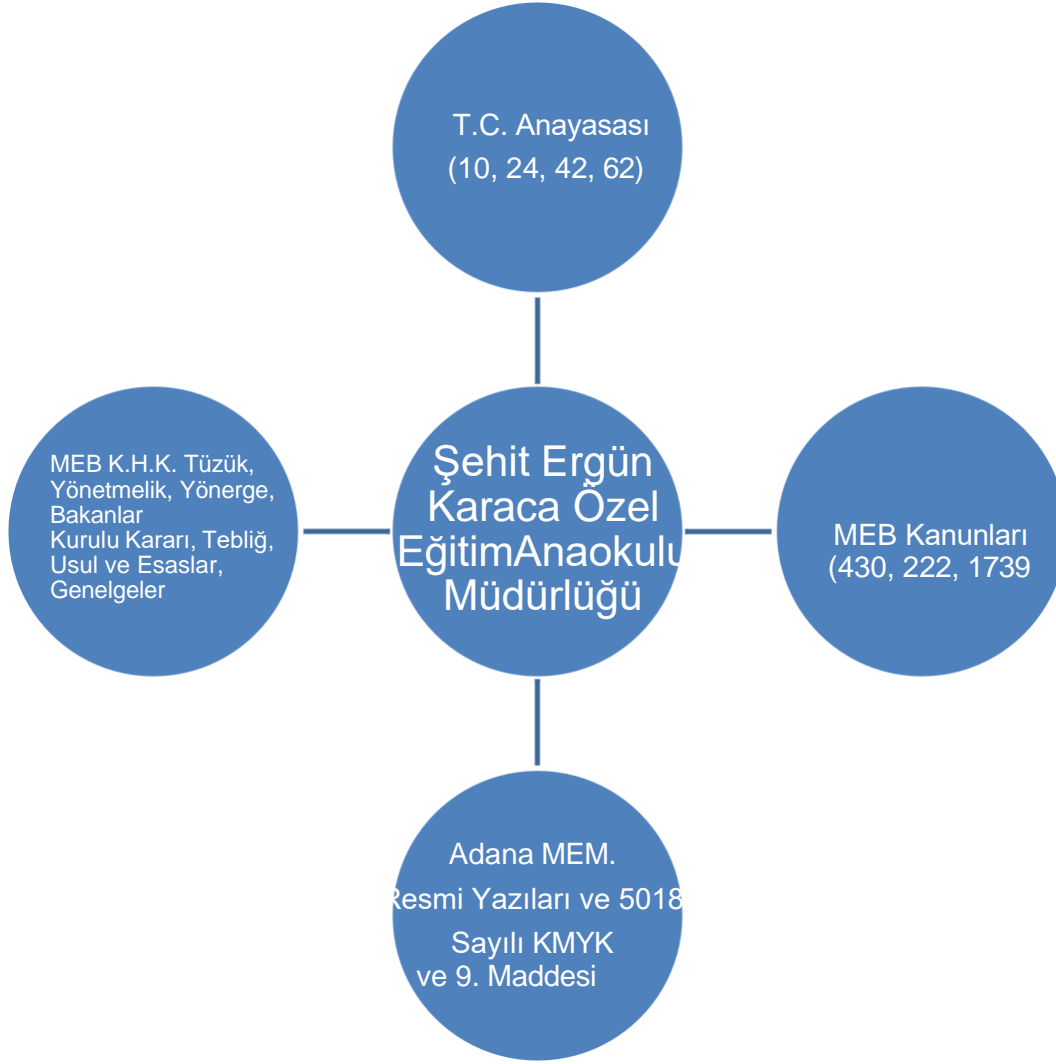 T.C. Anayasası
(10, 24, 42, 62)
MEB K.H.K. Tüzük,
Yönetmelik, Yönerge,
Bakanlar
Kurulu Kararı, Tebliğ,
Usul ve Esaslar,
Genelgeler
Şehit Ergün
Karaca Özel
EğitimAnaokulu
Müdürlüğü
MEB Kanunları
(430, 222, 1739
Adana MEM.
Resmi Yazıları ve 5018
Sayılı KMYK
ve 9. Maddesi